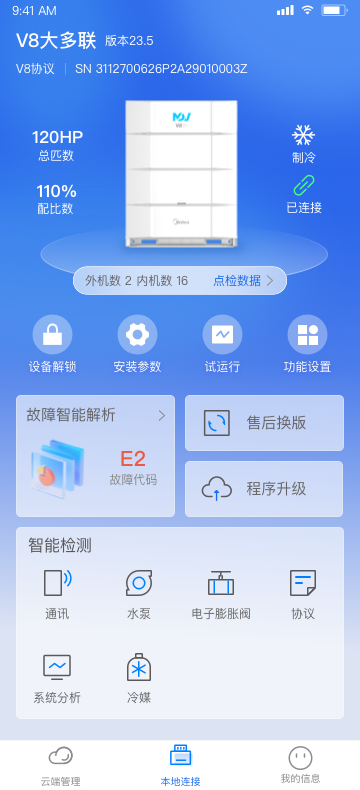 9:41 AM
V8大多联 版本23.5
V8协议 SN 3112700626P2A29010003Z
MDV
V8
120HP
总匹数
制冷
110%
配比数
已连接
Midea
外机数 2 内机数 16 点检数据
设备解锁 安装参数 试运行 功能设置
故障智能解析
E2
故障代码
售后换版
程序升级
智能检测
通讯 水泵 电子膨胀阀 协议
系统分析 冷媒
云端管理 本地连接 我的信息